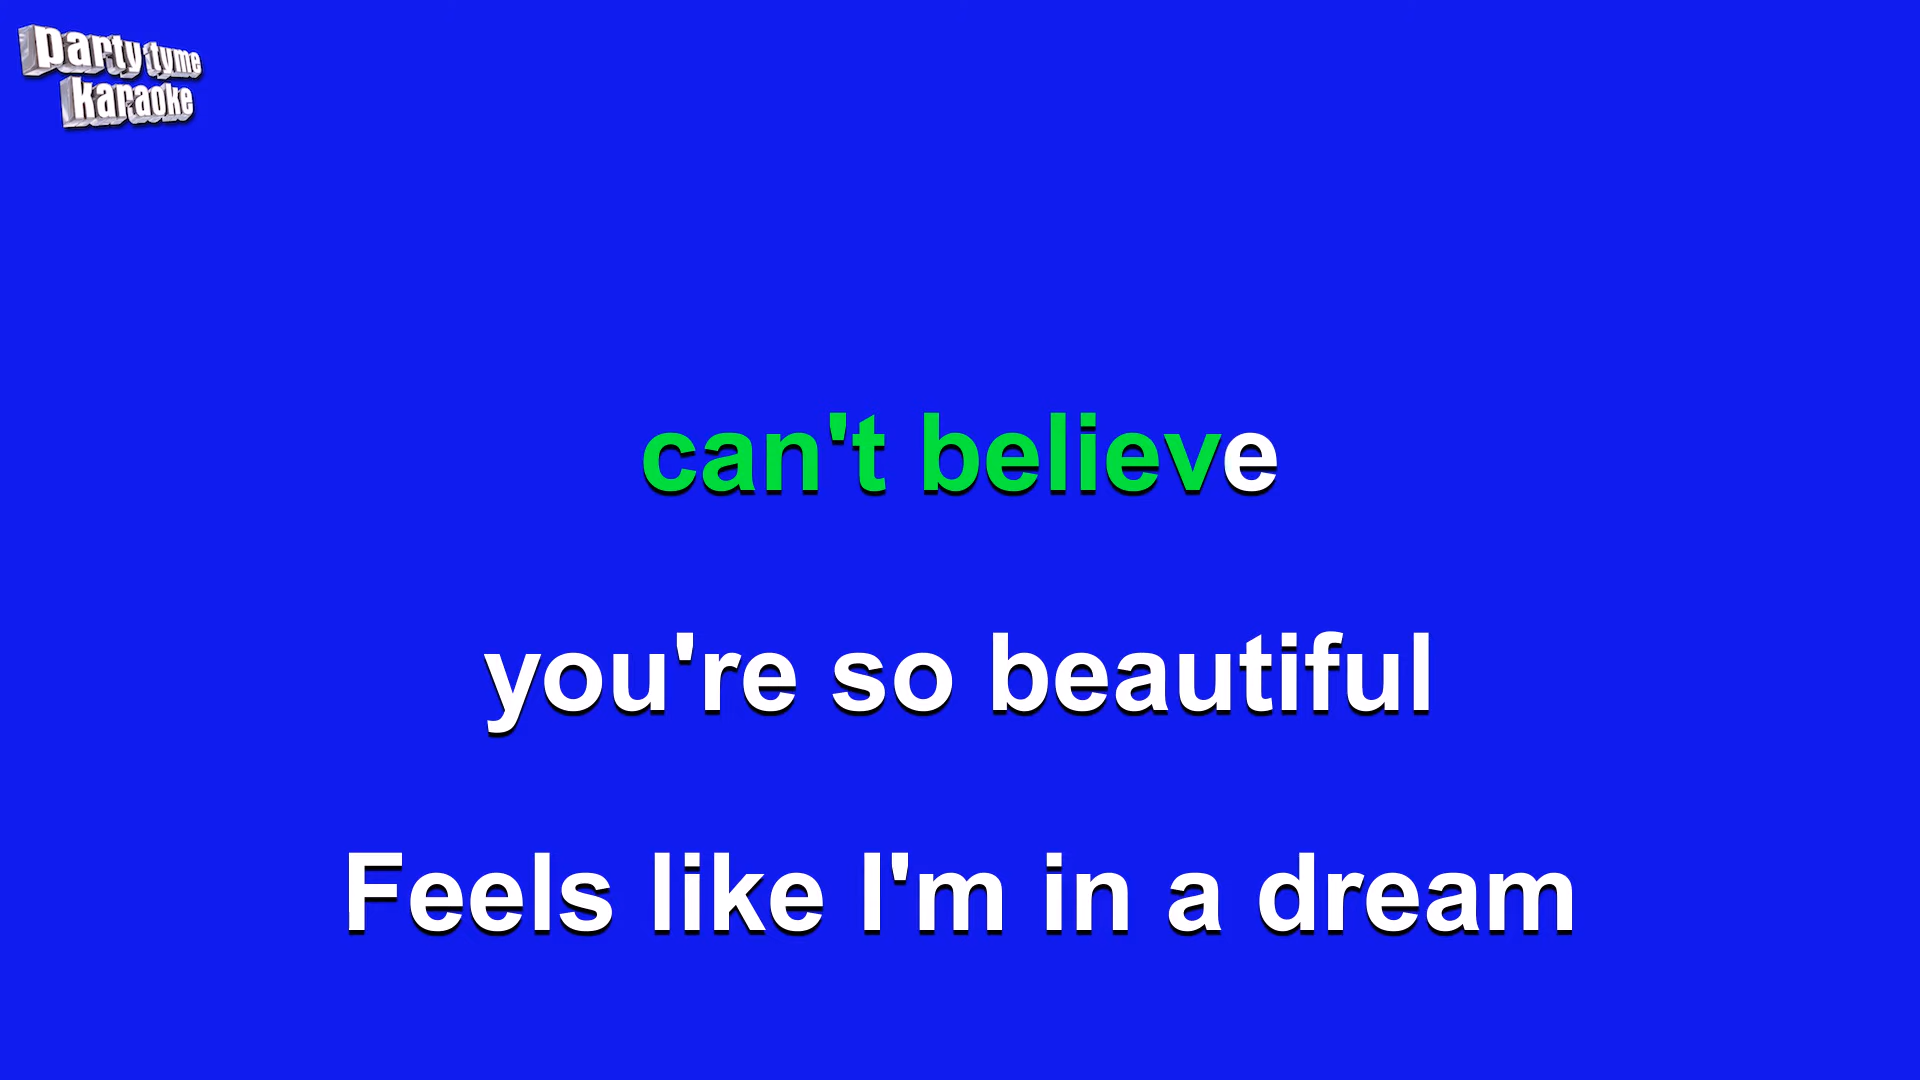 party tyme
karaoke
can't believe
you're so beautiful
Feels like I'm in a dream